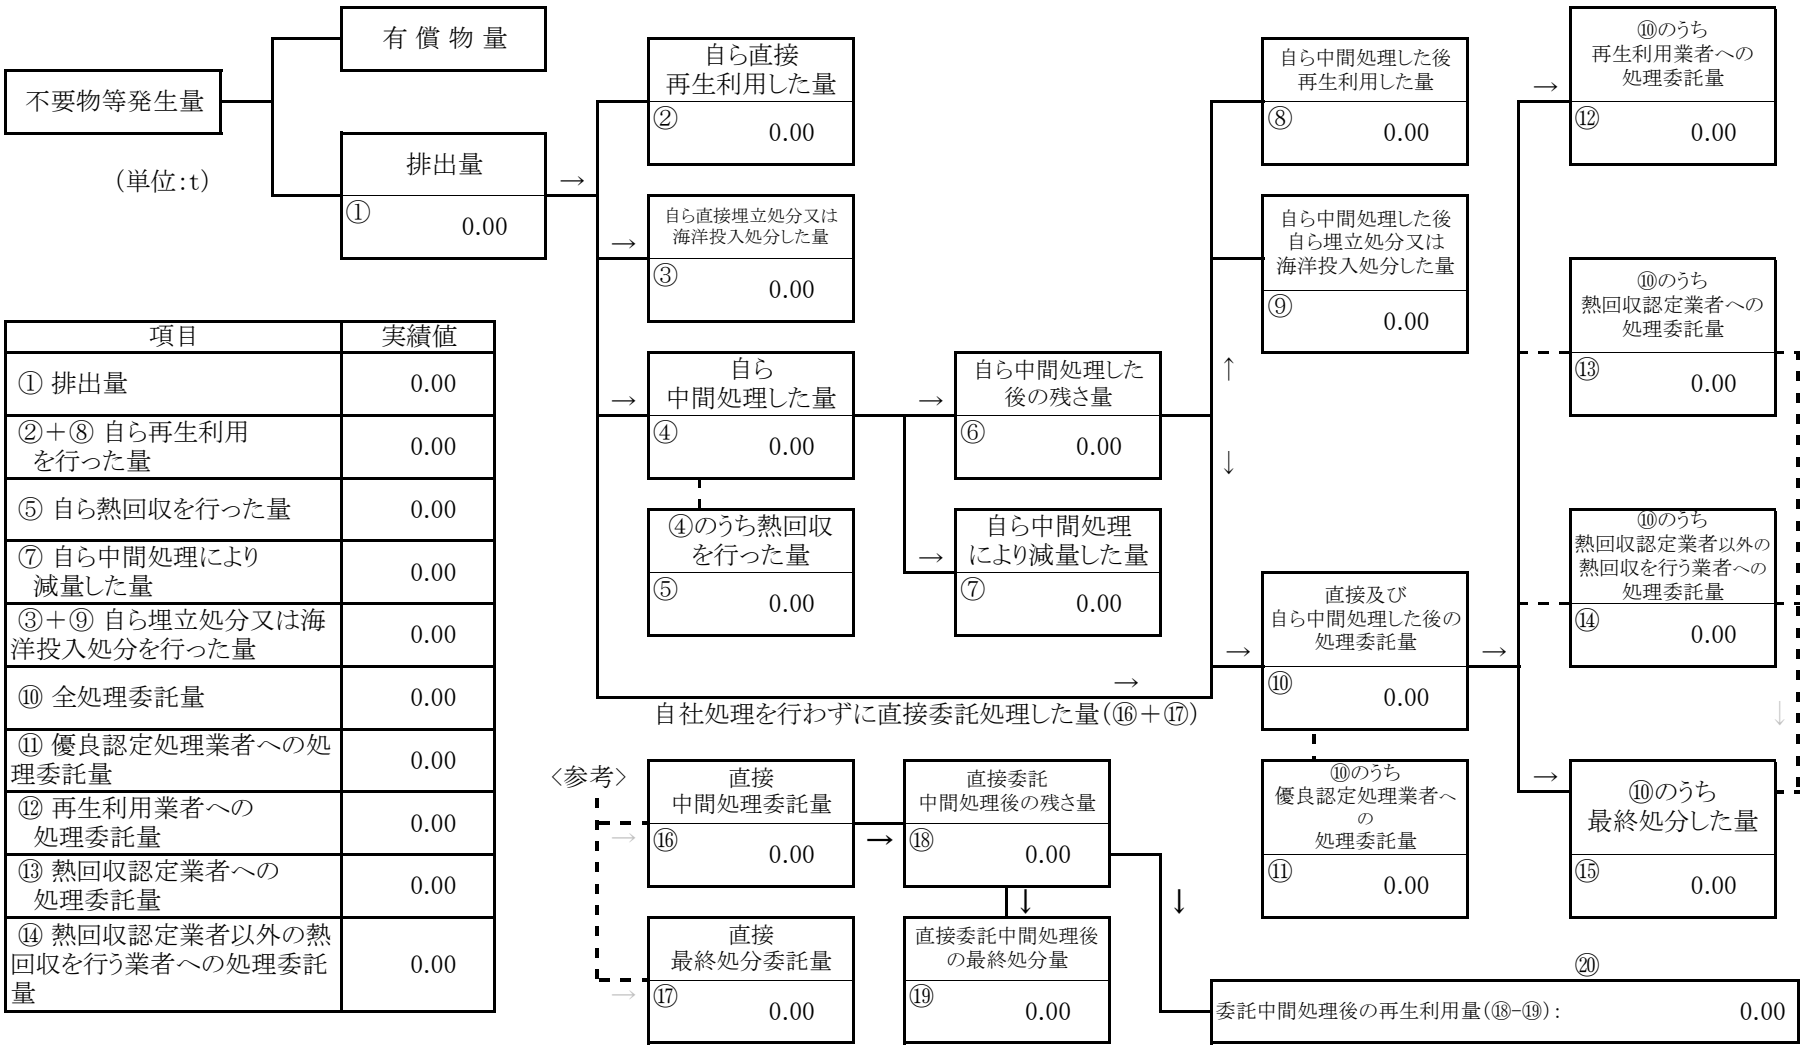 不要物等発生量
(単位:t)
有 償 物 量
排出量
①
0.00
→
自ら直接
再生利用した量
②
0.00
→
自ら直接埋立処分又は
海洋投入処分した量
③
0.00
→
自ら
中間処理した量
④
0.00
④のうち熱回収
を行った量
⑤
0.00
→
自ら中間処理した
後の残さ量
⑥
0.00
→
自ら中間処理
により減量した量
⑦
0.00
↑
↓
自ら中間処理した後
再生利用した量
⑧
0.00
自ら中間処理した後
自ら埋立処分又は
海洋投入処分した量
⑨
0.00
→
自社処理を行わずに直接委託処理した量(⑯+⑰)
→
直接及び
自ら中間処理した後の
処理委託量
⑩
0.00
→
⑩のうち
優良認定処理業者へ
の
処理委託量
⑪
0.00
→
⑩のうち
再生利用業者への
処理委託量
⑫
0.00
⑩のうち
熱回収認定業者への
処理委託量
⑬
0.00
⑩のうち
熱回収認定業者以外の
熱回収を行う業者への
処理委託量
⑭
0.00
↓
→
⑩のうち
最終処分した量
⑮
0.00
項目 実績値
① 排出量 0.00
②+⑧ 自ら再生利用
を行った量
0.00
⑤ 自ら熱回収を行った量 0.00
⑦ 自ら中間処理により
減量した量
0.00
③+⑨ 自ら埋立処分又は海
洋投入処分を行った量
0.00
⑩ 全処理委託量 0.00
⑪ 優良認定処理業者への処
理委託量
0.00
⑫ 再生利用業者への
処理委託量
0.00
⑬ 熱回収認定業者への
処理委託量
0.00
⑭ 熱回収認定業者以外の熱
回収を行う業者への処理委託
量
0.00
<参考>
→
直接
中間処理委託量
⑯
0.00
→
直接委託
中間処理後の残さ量
⑱
0.00
↓
↓
→
直接
最終処分委託量
⑰
0.00
直接委託中間処理後
の最終処分量
⑲
0.00
⑳
委託中間処理後の再生利用量(⑱-⑲): 0.00